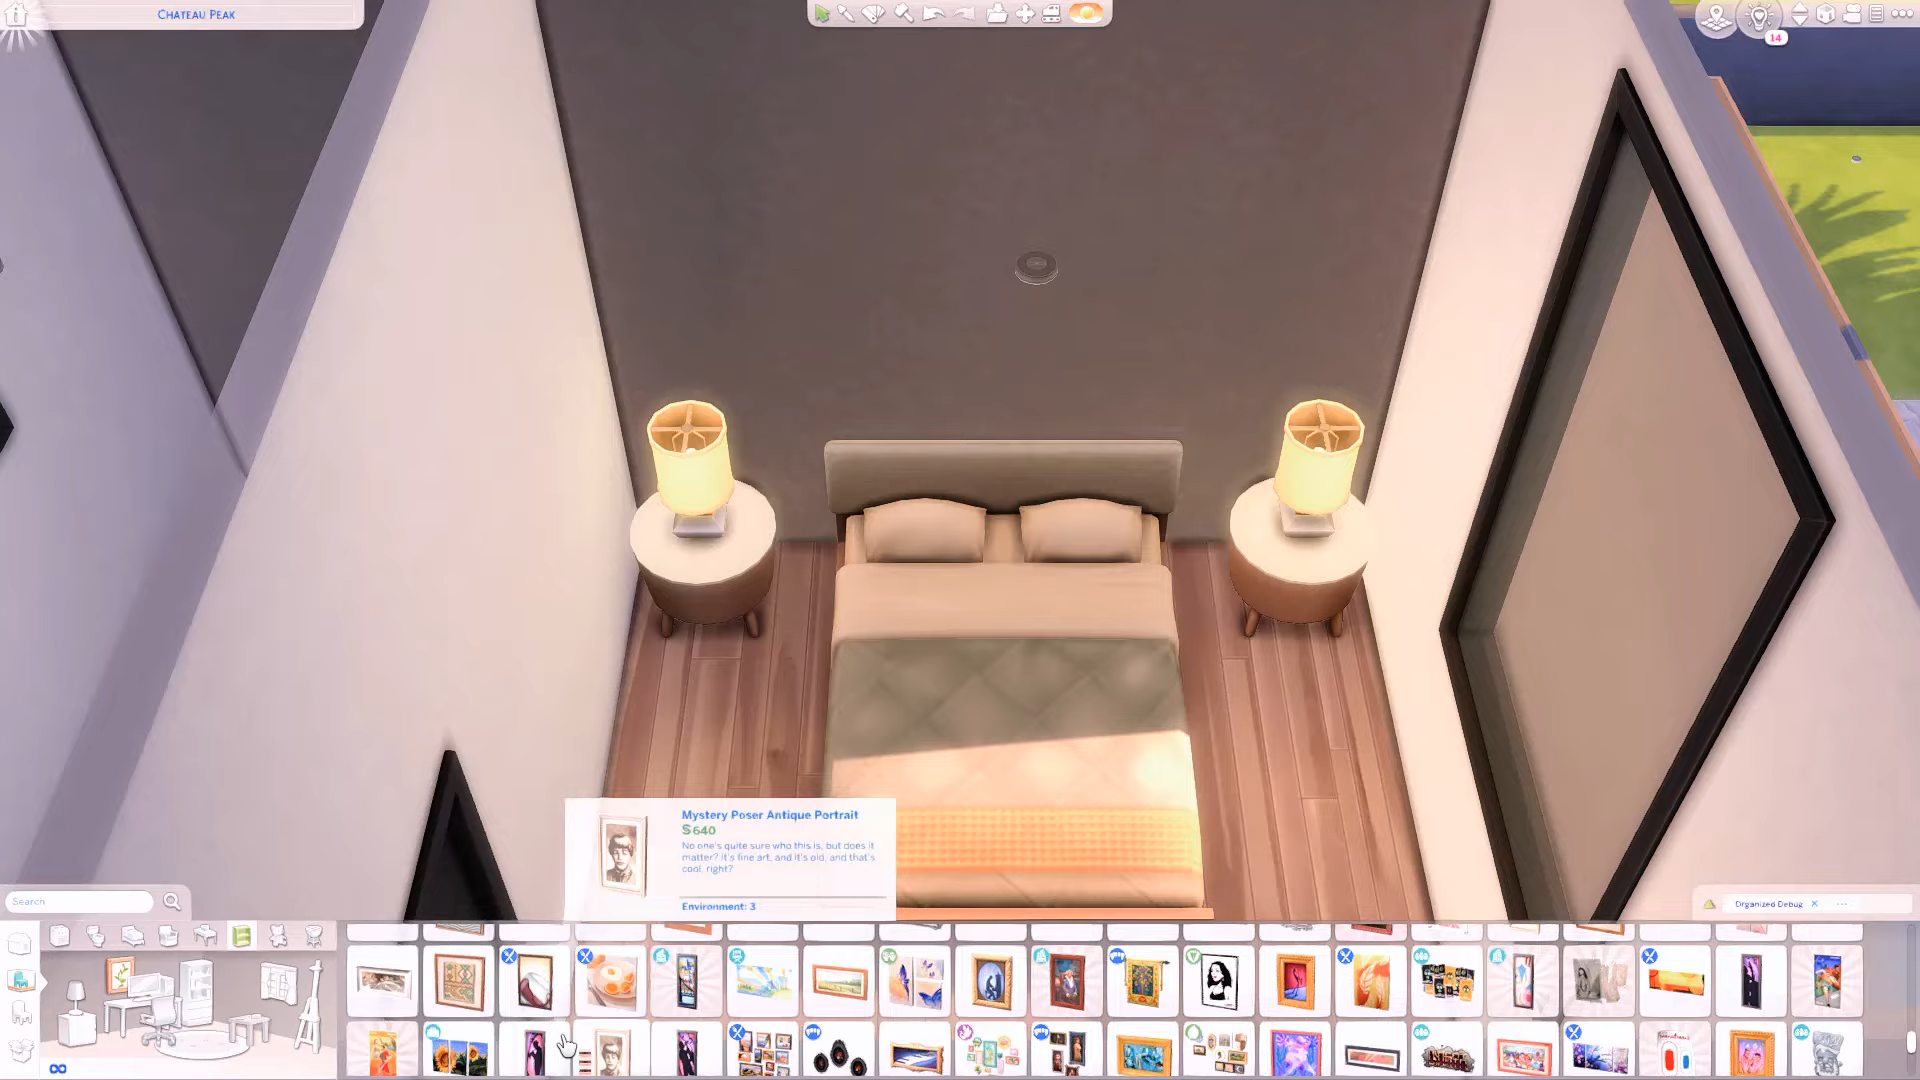 CHATEAU PEAK
14
Mystery Poser Antique Portrait
$640
No one's quite sure who this is, but does it
matter? It's fine art, and it's old, and that's
cool, right?
Environment: 3
Search
Organized Debug